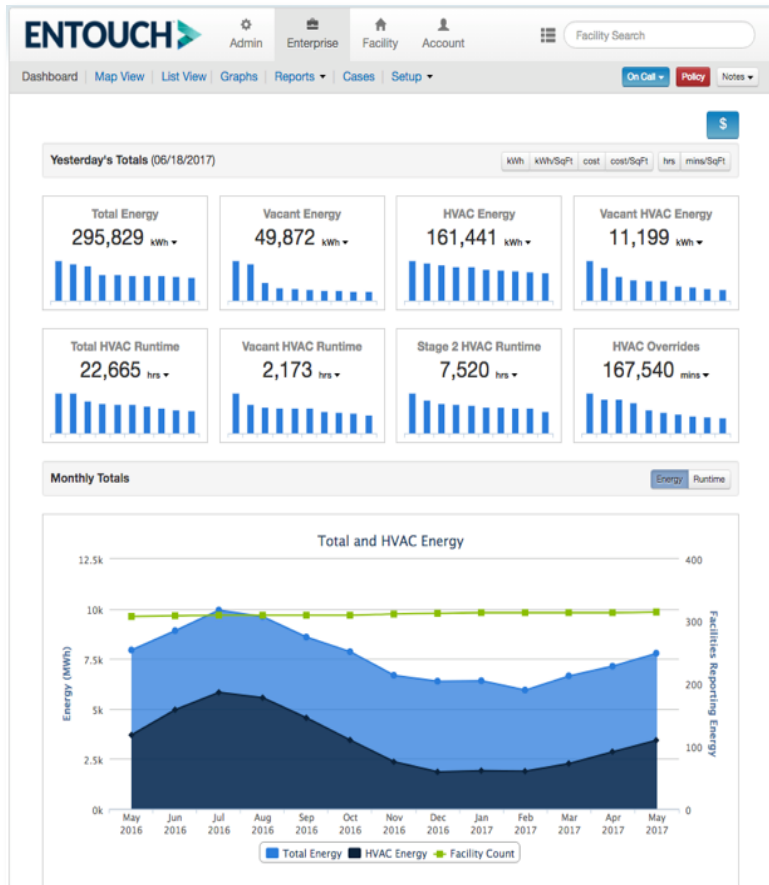 ENTOUCH
Admin
Enterprise
Facility
Account
Facility Search
Dashboard
Map View
List View
Graphs
Reports
Cases
Setup
On Call
Policy
Notes
$
Yesterday's Totals (06/18/2017)
kWh
kWh/SqFt
cost
cost/SqFt
hrs
mins/SqFt
Total Energy
295,829 kWh
Vacant Energy
49,872 kWh
HVAC Energy
161,441 kWh
Vacant HVAC Energy
11,199 kWh
Total HVAC Runtime
22,665 hrs
Vacant HVAC Runtime
2,173 hrs
Stage 2 HVAC Runtime
7,520 hrs
HVAC Overrides
167,540 mins
Monthly Totals
Energy
Runtime
Total and HVAC Energy
Energy (MWh)
12.5k
10k
7.5k
5k
2.5k
0k
400
300
200
100
0
Facilities Reporting Energy
May 2016
Jun 2016
Jul 2016
Aug 2016
Sep 2016
Oct 2016
Nov 2016
Dec 2016
Jan 2017
Feb 2017
Mar 2017
Apr 2017
May 2017
Total Energy
HVAC Energy
Facility Count